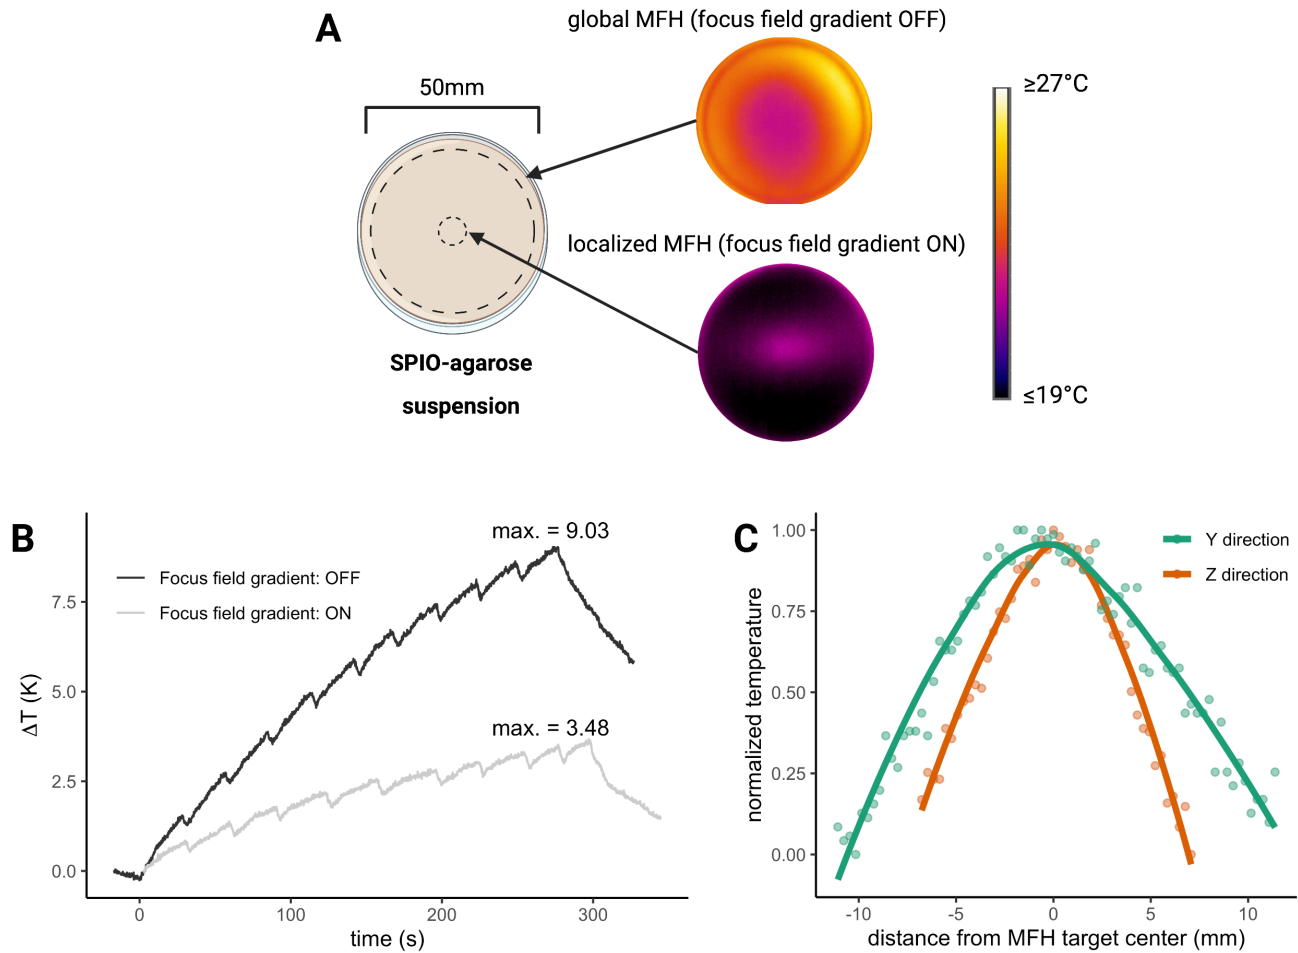 A
global MFH (focus field gradient OFF)
50mm
≥27°C
localized MFH (focus field gradient ON)
SPIO-agarose
suspension
≤19°C
B
max. = 9.03
Focus field gradient: OFF
Focus field gradient: ON
max. = 3.48
7.5
5.0
2.5
0.0
ΔT (K)
0
100
200
300
time (s)
C
Y direction
Z direction
1.00
0.75
0.50
0.25
0.00
normalized temperature
-10
-5
0
5
10
distance from MFH target center (mm)